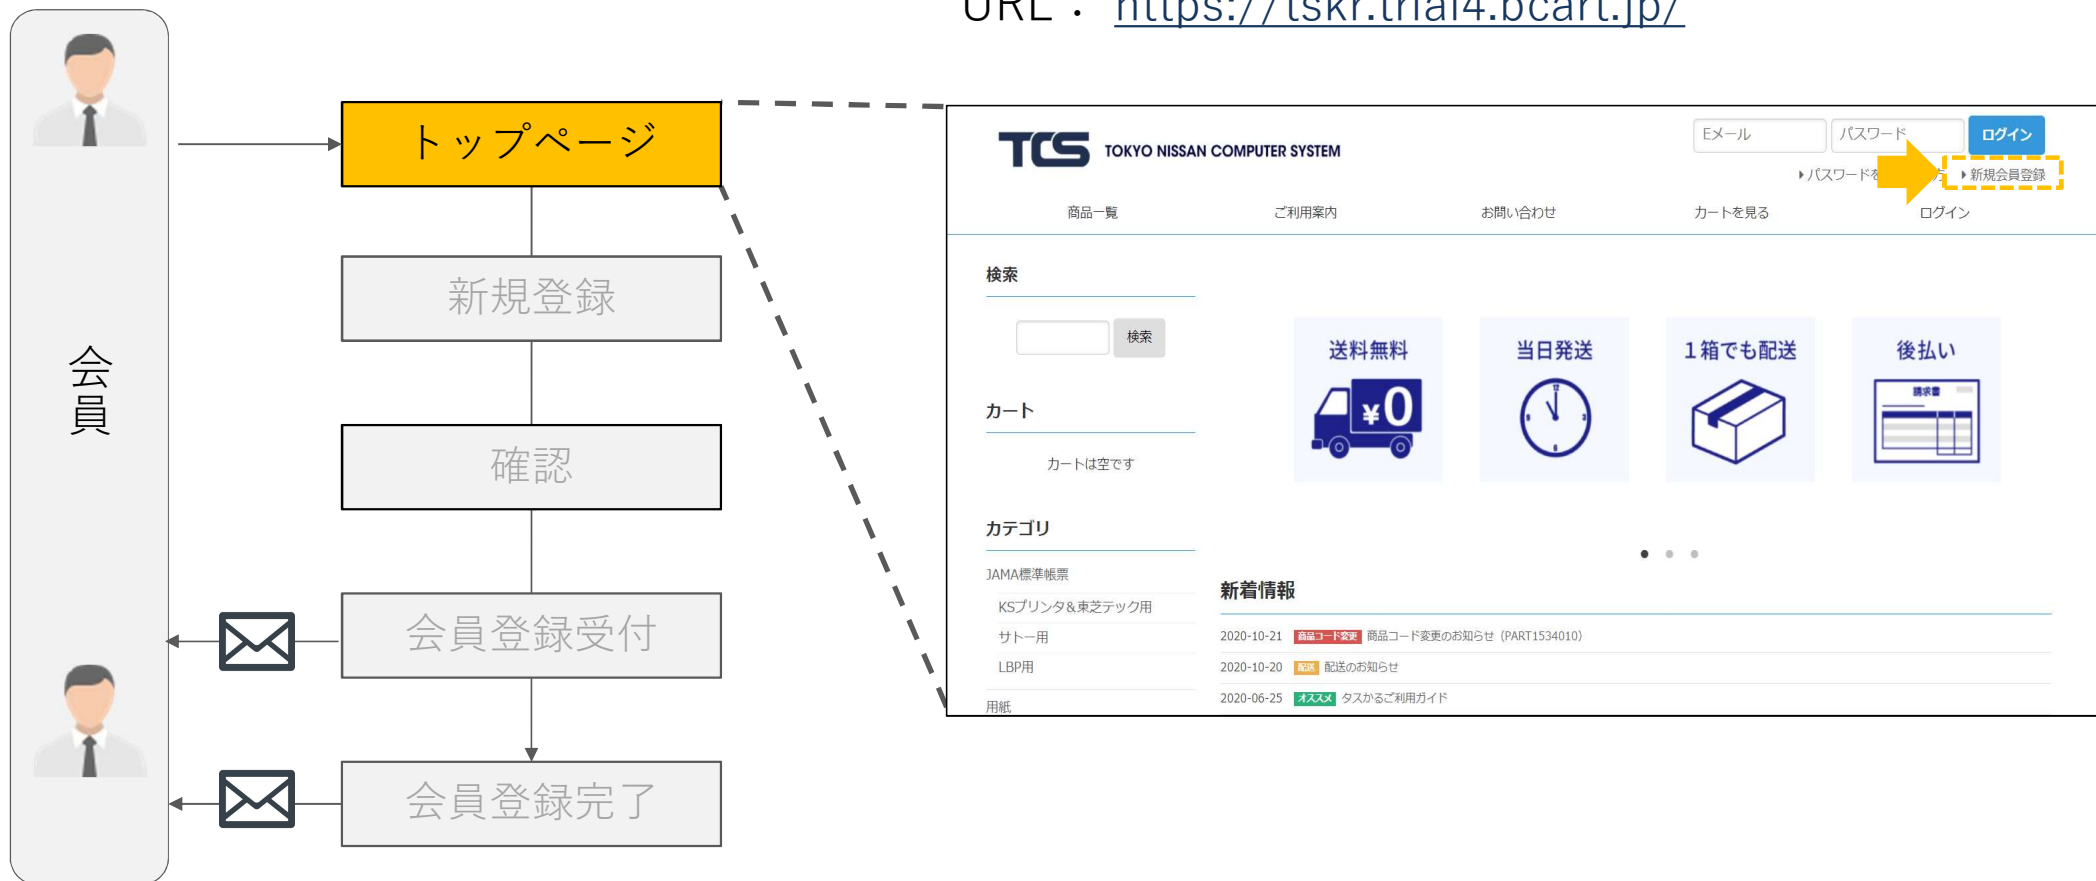 URL： https://tskr.trial4.bcart.jp/
会員
トップページ
新規登録
確認
会員登録受付
会員登録完了
TCS TOKYO NISSAN COMPUTER SYSTEM
Eメール パスワード ログイン
パスワードを 方 新規会員登録
商品一覧 ご利用案内 お問い合わせ カートを見る ログイン
検索
検索
カート
カートは空です
カテゴリ
JAMA標準帳票
KSプリンタ＆東芝テック用
サトー用
LBP用
用紙
送料無料 当日発送 １箱でも配送 後払い
¥0
12
3
6
9
請求書
新着情報
2020-10-21 商品コード変更 商品コード変更のお知らせ（PART1534010）
2020-10-20 配送 配送のお知らせ
2020-06-25 オススメ タスかるご利用ガイド